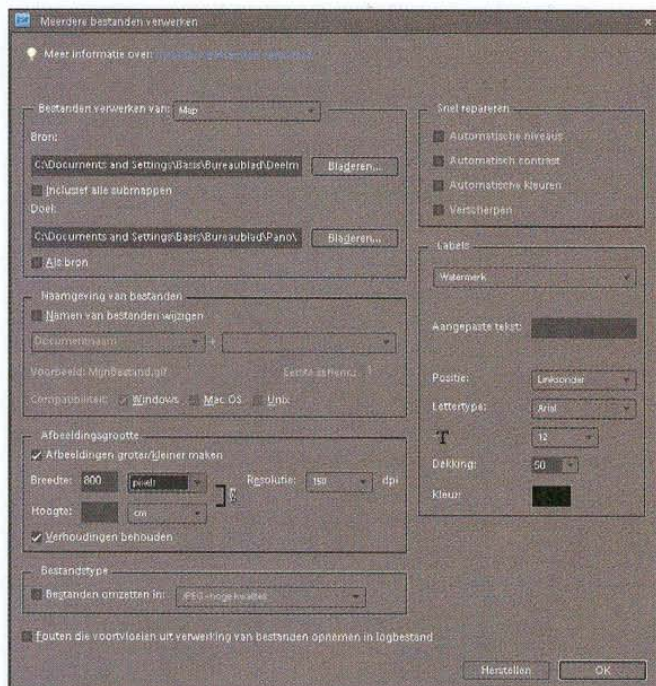 Meerdere bestanden verwerken
Meer informatie over:
Bestanden verwerken van: Map
Bron:
C:\Documents and Settings\Basis\Bureaublad\Deelm Bladeren...
Inclusief alle submappen
Doel:
C:\Documents and Settings\Basis\Bureaublad\Pano\ Bladeren...
Als bron
Naamgeving van bestanden
Namen van bestanden wijzigen
Documentnaam +
Voorbeeld: MijnBestand.gif
Compatibiliteit: Windows Mac OS Unix
Afbeeldingsgrootte
Afbeeldingen groter/kleiner maken
Breedte: 800 pixels Resolutie: 150 dpi
Hoogte: cm
Verhoudingen behouden
Bestandstype
Bestanden omzetten in: JPEG - hoge kwaliteit
Fouten die voortvloeien uit verwerking van bestanden opnemen in logbestand
Snel repareren
Automatische niveaus
Automatisch contrast
Automatische kleuren
Verscherpen
Labels
Watermerk
Aangepaste tekst:
Positie: Linksonder
Lettertype: Arial
T 12
Dekking: 50
Kleur:
Herstellen OK